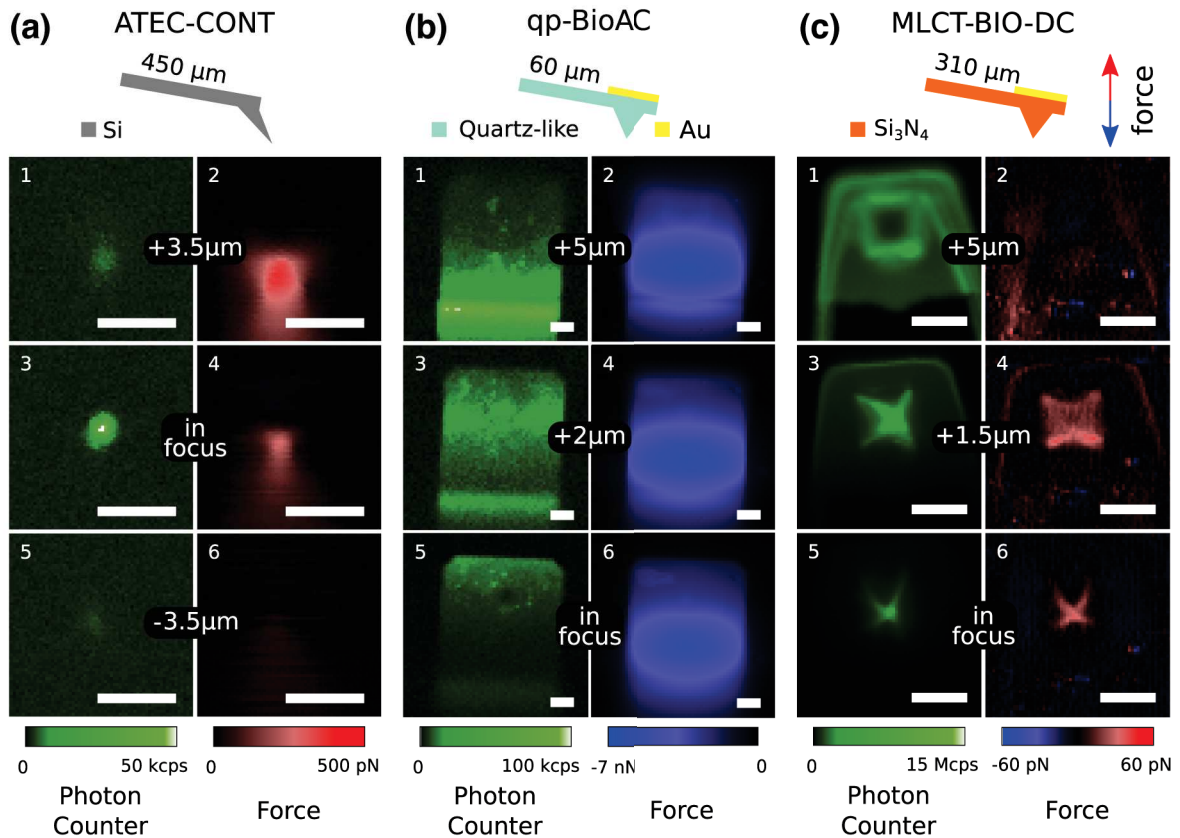 (a) ATEC-CONT
450 μm
Si
1 2
+3.5μm
3 4
in
focus
5 6
-3.5μm
0 50 kcps
Photon
Counter
0 500 pN
Force
(b) qp-BioAC
60 μm
Quartz-like Au
1 2
+5μm
3 4
+2μm
5 6
in
focus
0 100 kcps
Photon
Counter
-7 nN 0
Force
(c) MLCT-BIO-DC
310 μm
force
Si₃N₄
1 2
+5μm
3 4
+1.5μm
5 6
in
focus
0 15 Mcps
Photon
Counter
-60 pN 60 pN
Force